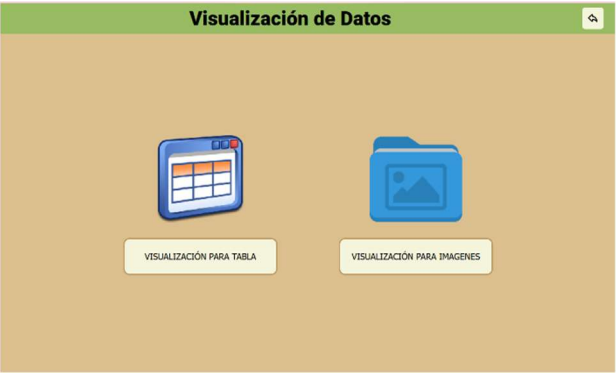 Visualización de Datos
VISUALIZACIÓN PARA TABLA
VISUALIZACIÓN PARA IMAGENES